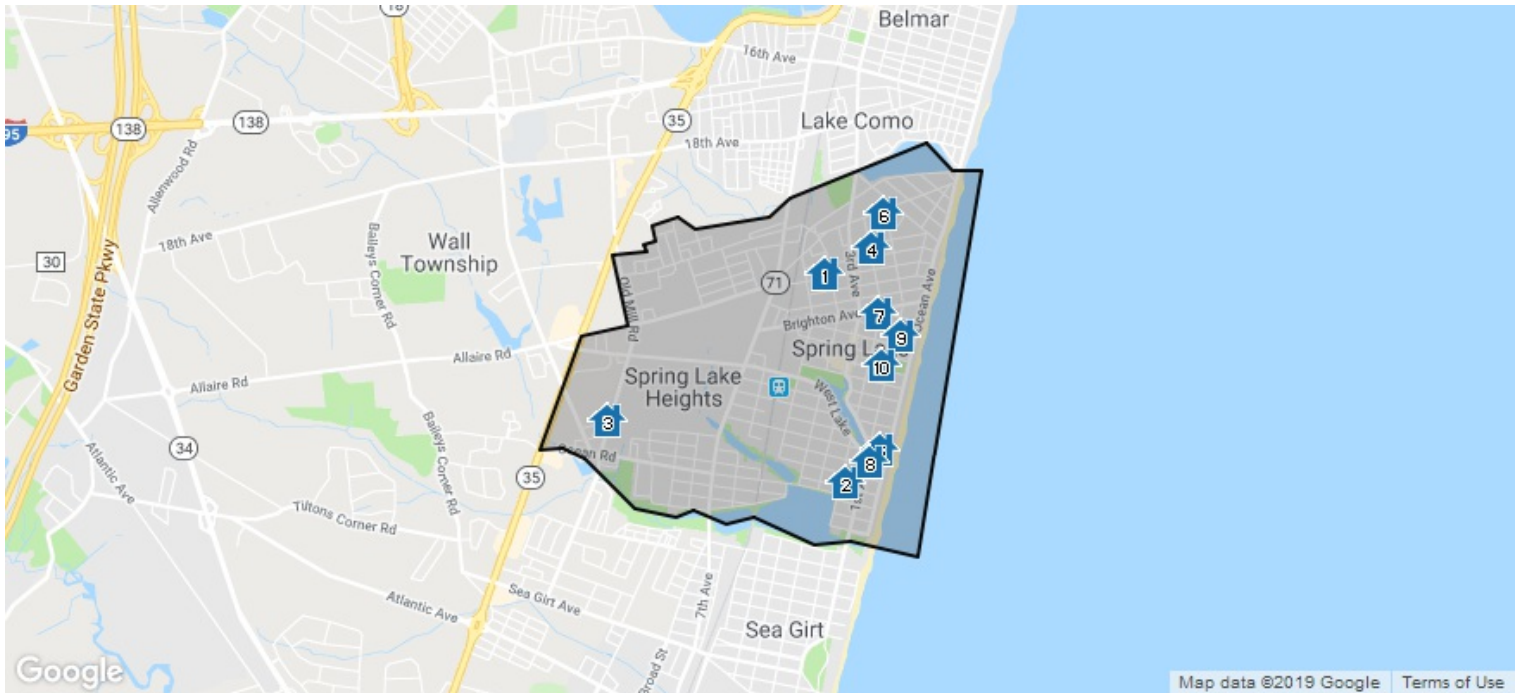 18
Belmar
16th Ave
35
Lake Como
138
138
95
18th Ave
Allenwood Rd
Baileys Corner Rd
18th Ave
Wall
Township
30
Garden State Pkwy
6
4
3rd Ave
1
71
Old Mill Rd
Ocean Ave
7
Brighton Ave
9
Spring L
Allaire Rd
Allaire Rd
10
Spring Lake
Heights
West Lake
3
Baileys Corner Rd
34
Ocean Rd
8
2
35
Atlantic Ave
Tiltons Corner Rd
Sea Girt Ave
Atlantic Ave
7th Ave
Sea Girt
Broad St
Google
Map data ©2019 Google
Terms of Use